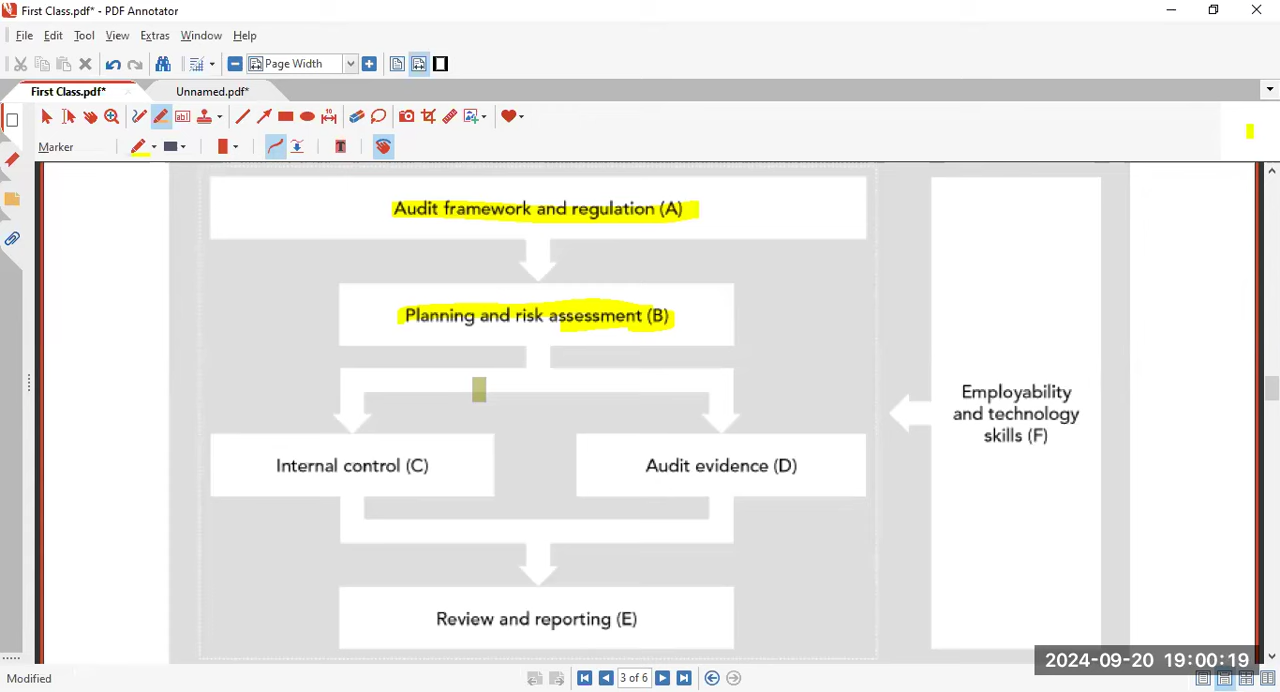 First Class.pdf* - PDF Annotator
File Edit Tool View Extras Window Help
Page Width
First Class.pdf* Unnamed.pdf*
Marker
Audit framework and regulation (A)
Planning and risk assessment (B)
Employability
and technology
skills (F)
Internal control (C) Audit evidence (D)
Review and reporting (E)
2024-09-20 19:00:19
Modified 3 of 6